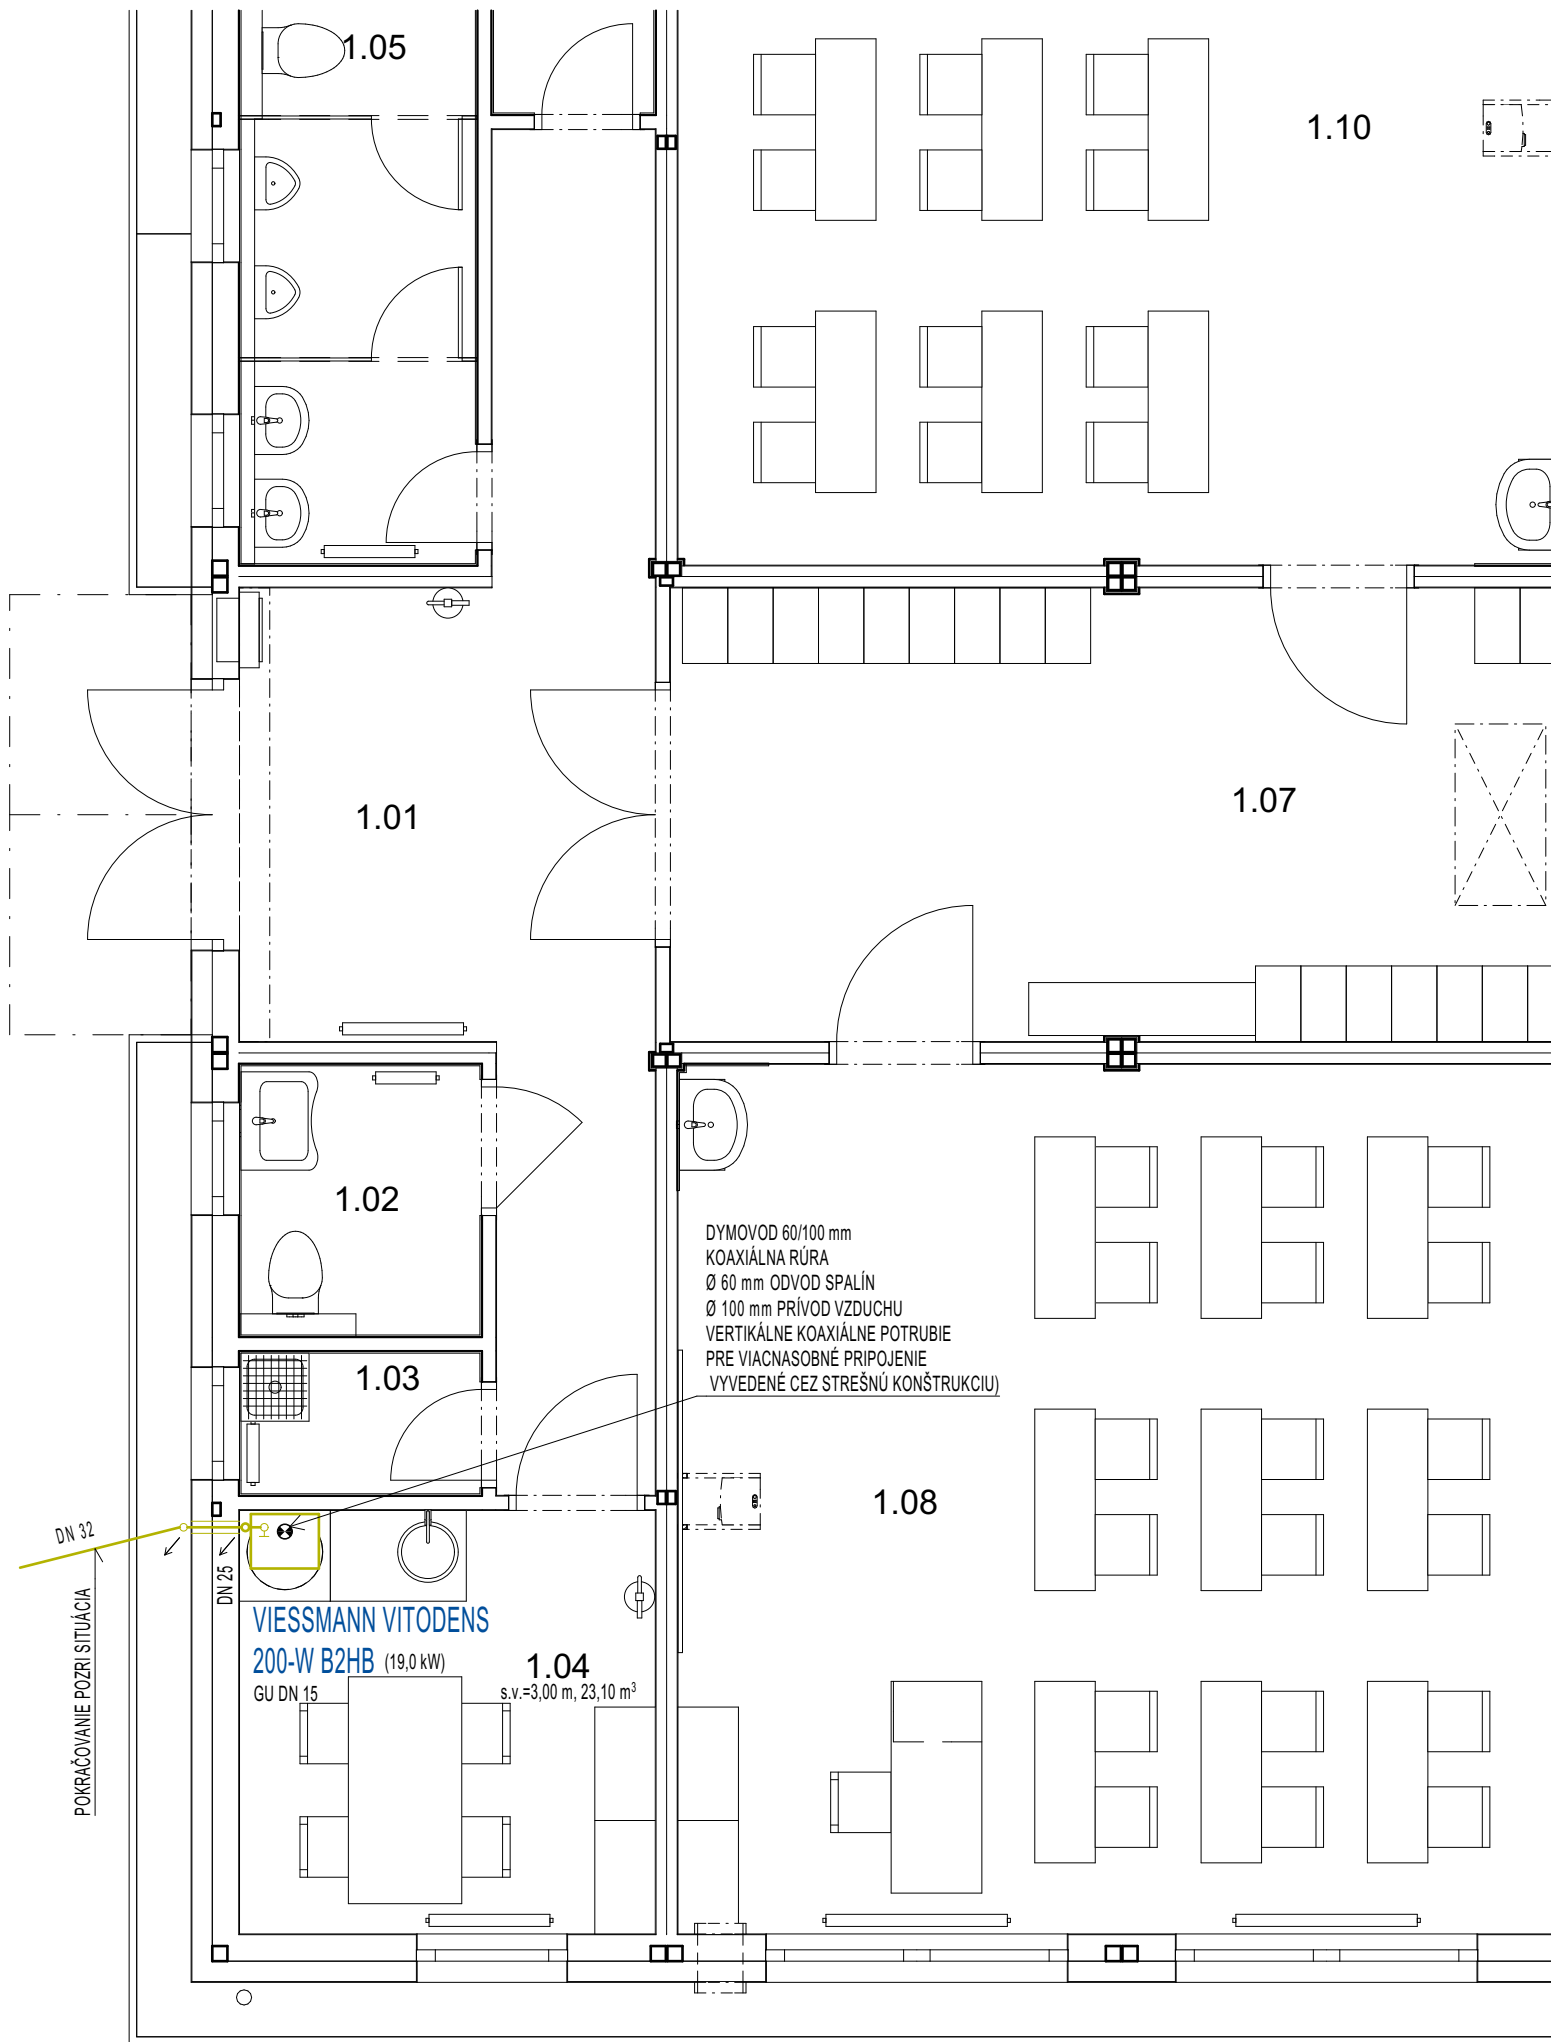 1.05
1.10
1.01
1.07
1.02
DYMOVOD 60/100 mm
KOAXIÁLNA RÚRA
Ø 60 mm ODVOD SPALÍN
Ø 100 mm PRÍVOD VZDUCHU
VERTIKÁLNE KOAXIÁLNE POTRUBIE
PRE VIACNASOBNÉ PRIPOJENIE
VYVEDENÉ CEZ STREŠNÚ KONŠTRUKCIU)
1.03
1.08
DN 32
DN 25
POKRAČOVANIE POZRI SITUÁCIA
VIESSMANN VITODENS
200-W B2HB (19,0 kW)
GU DN 15
1.04
s.v.=3,00 m, 23,10 m³